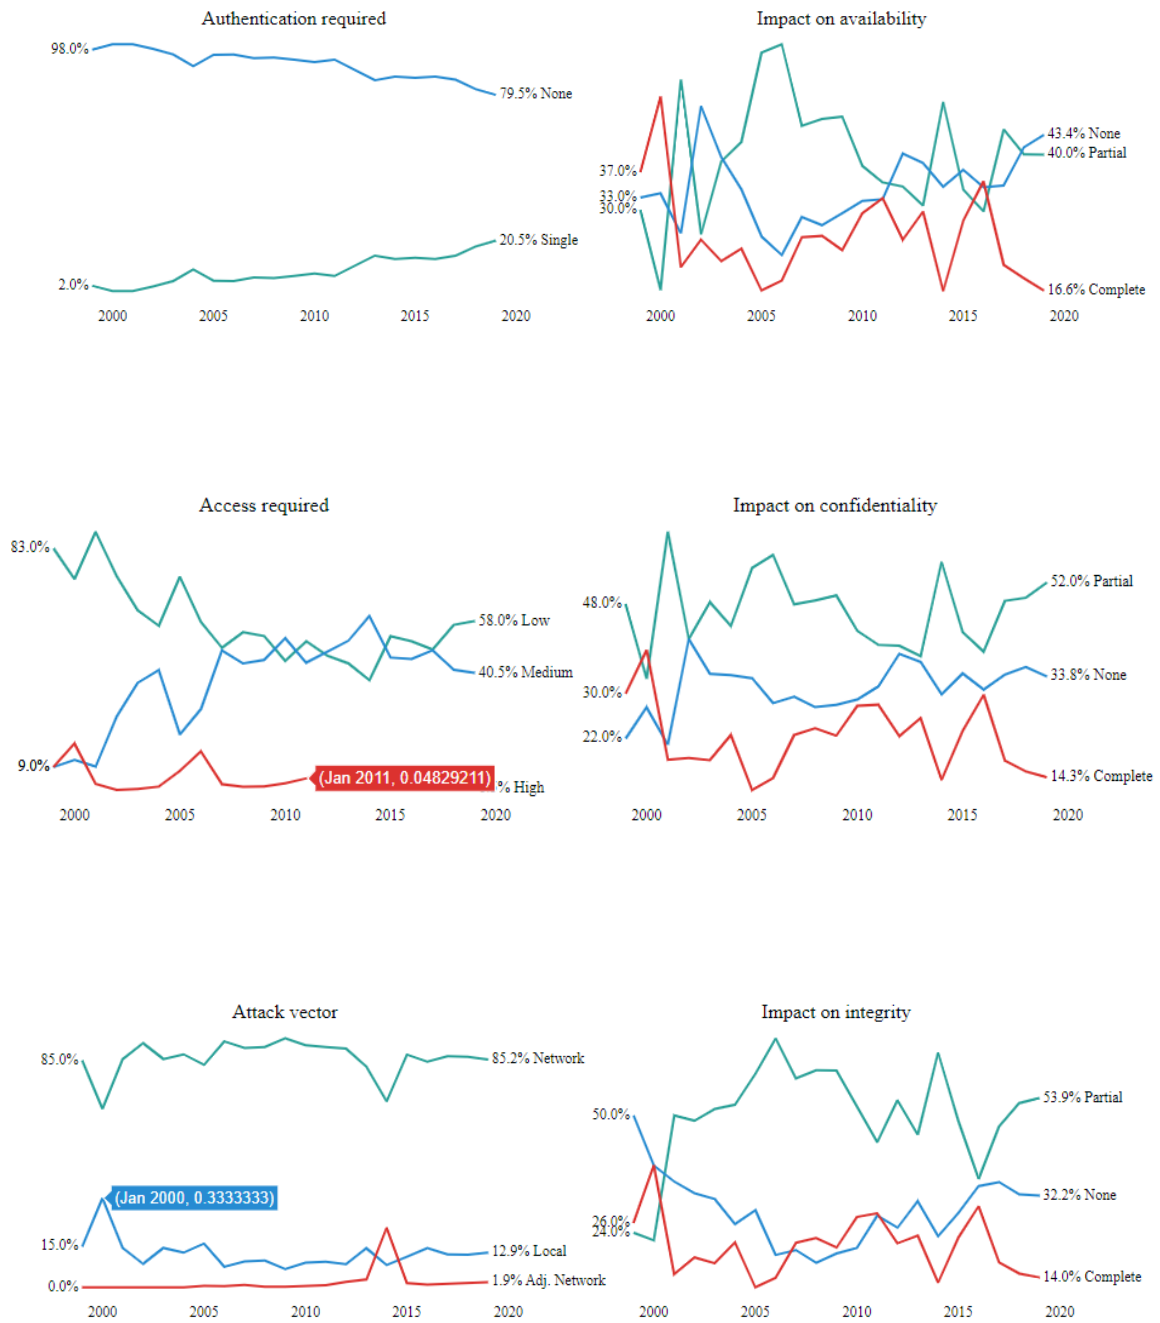 Authentication required
98.0%
79.5% None
20.5% Single
2.0%
2000 2005 2010 2015 2020
Impact on availability
43.4% None
40.0% Partial
37.0%
33.0%
30.0%
16.6% Complete
2000 2005 2010 2015 2020
Access required
83.0%
58.0% Low
40.5% Medium
9.0%
(Jan 2011, 0.04829211)
% High
2000 2005 2010 2015 2020
Impact on confidentiality
52.0% Partial
48.0%
33.8% None
30.0%
22.0%
14.3% Complete
2000 2005 2010 2015 2020
Attack vector
85.0%
85.2% Network
(Jan 2000, 0.3333333)
15.0%
12.9% Local
1.9% Adj. Network
0.0%
2000 2005 2010 2015 2020
Impact on integrity
53.9% Partial
50.0%
32.2% None
26.0%
24.0%
14.0% Complete
2000 2005 2010 2015 2020